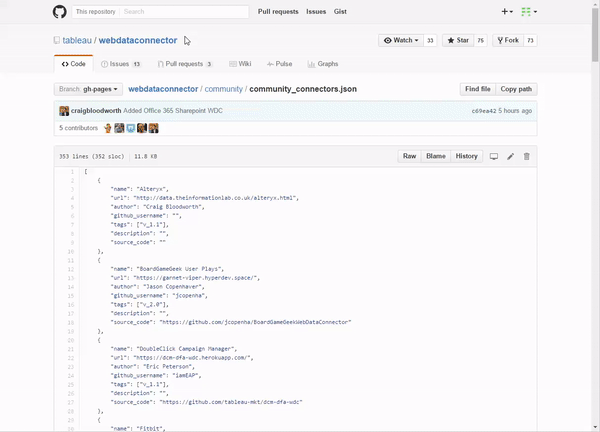 This repository Search Pull requests Issues Gist
tableau / webdataconnector Watch 33 Star 75 Fork 73
Code Issues 13 Pull requests 3 Wiki Pulse Graphs
Branch: gh-pages webdataconnector / community / community_connectors.json Find file Copy path
craigbloodworth Added Office 365 Sharepoint WDC c69ea42 5 hours ago
5 contributors
353 lines (352 sloc) 11.8 KB Raw Blame History
1 [
2 {
3 "name": "Alteryx",
4 "url": "http://data.theinformationlab.co.uk/alteryx.html",
5 "author": "Craig Bloodworth",
6 "github_username": "",
7 "tags": ["v_1.1"],
8 "description": "",
9 "source_code": ""
10 },
11 {
12 "name": "BoardGameGeek User Plays",
13 "url": "https://garnet-viper.hyperdev.space/",
14 "author": "Jason Copenhaver",
15 "github_username": "jcopenha",
16 "tags": ["v_2.0"],
17 "description": "",
18 "source_code": "https://github.com/jcopenha/BoardGameGeekWebDataConnector"
19 },
20 {
21 "name": "DoubleClick Campaign Manager",
22 "url": "https://dcm-dfa-wdc.herokuapp.com/",
23 "author": "Eric Peterson",
24 "github_username": "iamEAP",
25 "tags": ["v_1.1"],
26 "description": "",
27 "source_code": "https://github.com/tableau-mkt/dcm-dfa-wdc"
28 },
29 {
30 "name": "Fitbit",